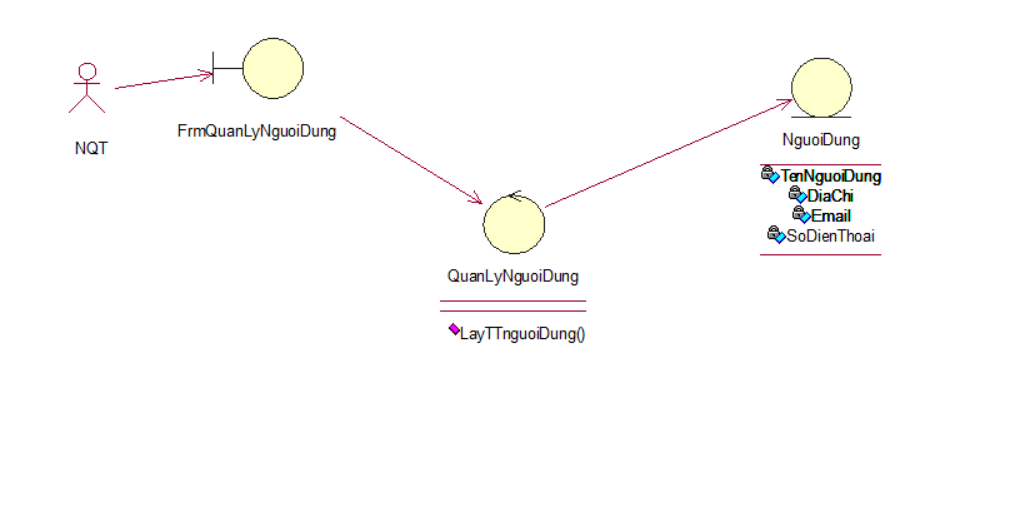 NQT
FrmQuanLyNguoiDung
QuanLyNguoiDung
LayTTnguoiDung()
NguoiDung
TenNguoiDung
DiaChi
Email
SoDienThoai